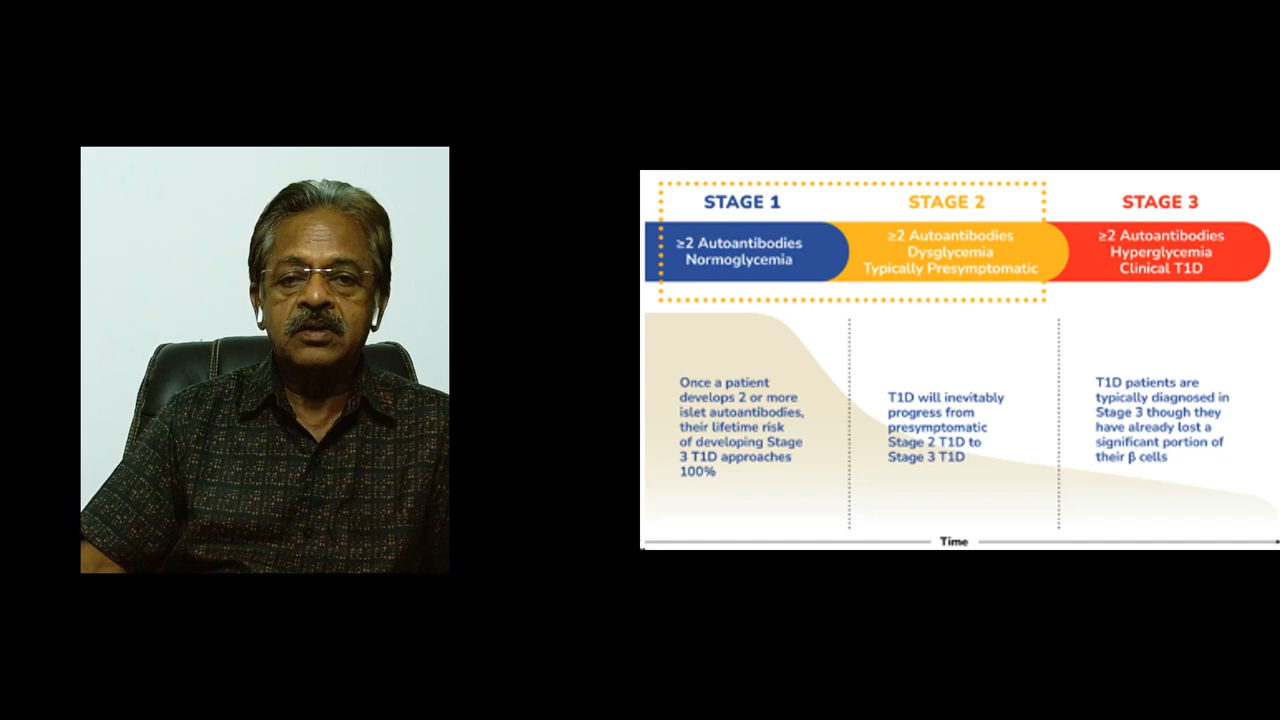 STAGE 1
≥2 Autoantibodies
Normoglycemia
STAGE 2
≥2 Autoantibodies
Dysglycemia
Typically Presymptomatic
STAGE 3
≥2 Autoantibodies
Hyperglycemia
Clinical T1D
Once a patient
develops 2 or more
islet autoantibodies,
their lifetime risk
of developing Stage
3 T1D approaches
100%
T1D will inevitably
progress from
presymptomatic
Stage 2 T1D to
Stage 3 T1D
T1D patients are
typically diagnosed in
Stage 3 though they
have already lost a
significant portion of
their β cells
Time